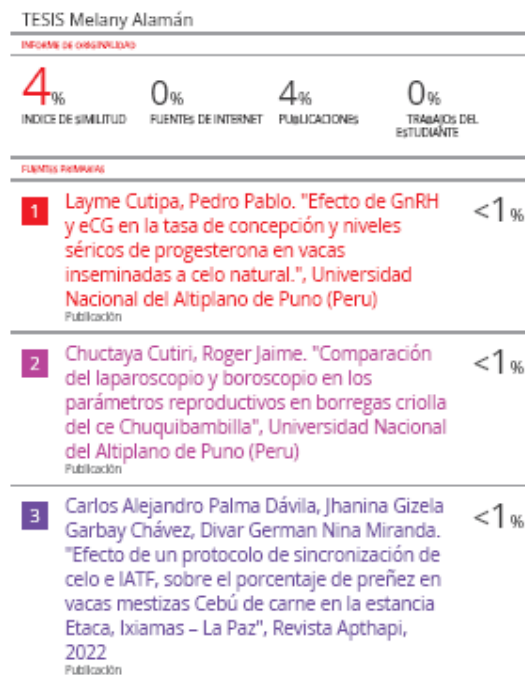 TESIS Melany Alamán
INFORME DE ORIGINALIDAD
4%
0%
4%
0%
INDICE DE SIMILITUD
FUENTES DE INTERNET
PUBLICACIONES
TRABAJOS DEL
ESTUDIANTE
FUENTES PRIMARIAS
1
Layme Cutipa, Pedro Pablo. "Efecto de GnRH
y eCG en la tasa de concepción y niveles
séricos de progesterona en vacas
inseminadas a celo natural.", Universidad
Nacional del Altiplano de Puno (Peru)
Publicación
<1%
2
Chuctaya Cutiri, Roger Jaime. "Comparación
del laparoscopio y boroscopio en los
parámetros reproductivos en borregas criolla
del ce Chuquibambilla", Universidad Nacional
del Altiplano de Puno (Peru)
Publicación
<1%
3
Carlos Alejandro Palma Dávila, Jhanina Gizela
Garbay Chávez, Divar German Nina Miranda.
"Efecto de un protocolo de sincronización de
celo e IATF, sobre el porcentaje de preñez en
vacas mestizas Cebú de carne en la estancia
Etaca, Ixiamas – La Paz", Revista Apthapi,
2022
Publicación
<1%